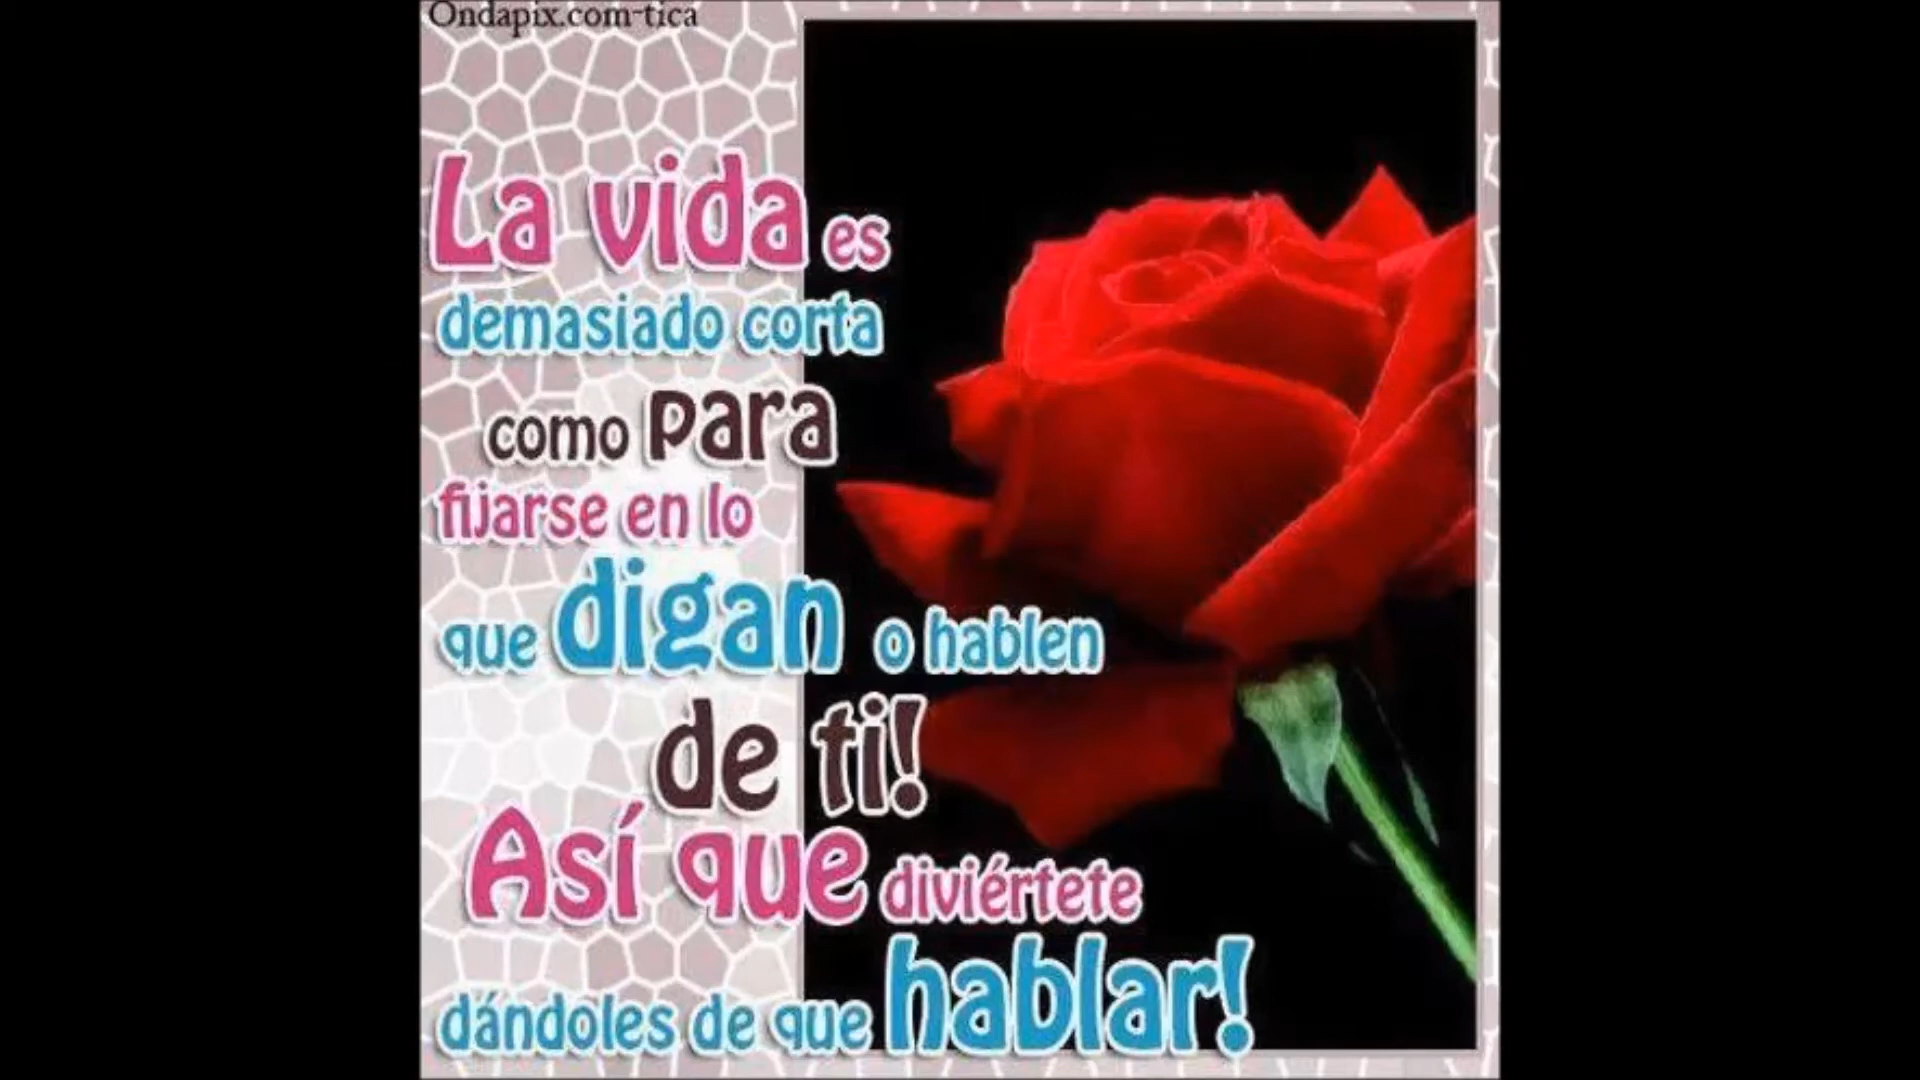 Ondapix.com-tica
La vida es
demasiado corta
como para
fijarse en lo
que digan o hablen
de ti!
Así que diviértete
dándoles de que hablar!